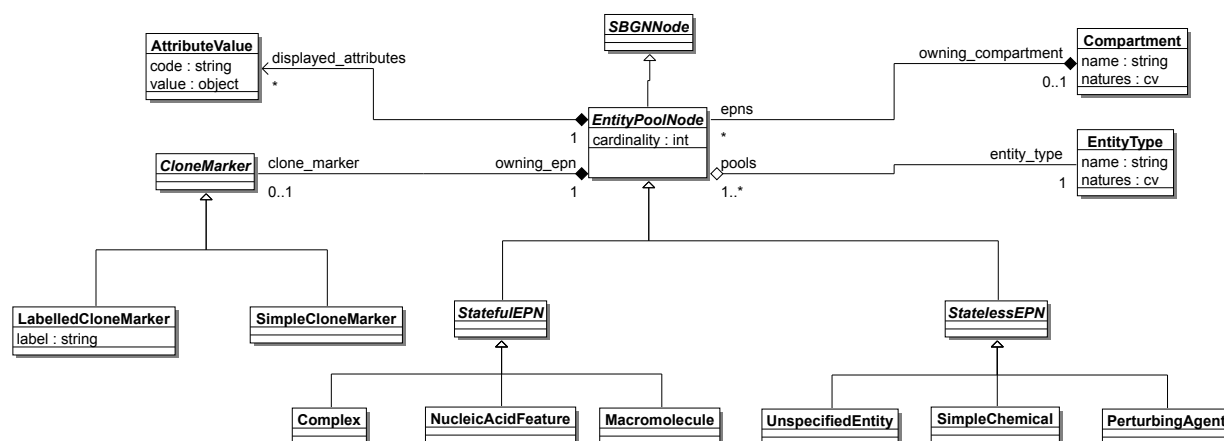 SBGNNode
AttributeValue
code : string
value : object
displayed_attributes
*
1
owning_compartment
0..1
Compartment
name : string
natures : cv
EntityPoolNode
cardinality : int
epns
*
CloneMarker
clone_marker
0..1
owning_epn
1
pools
1..*
entity_type
1
EntityType
name : string
natures : cv
LabelledCloneMarker
label : string
SimpleCloneMarker
StatefulEPN
StatelessEPN
Complex
NucleicAcidFeature
Macromolecule
UnspecifiedEntity
SimpleChemical
PerturbingAgent